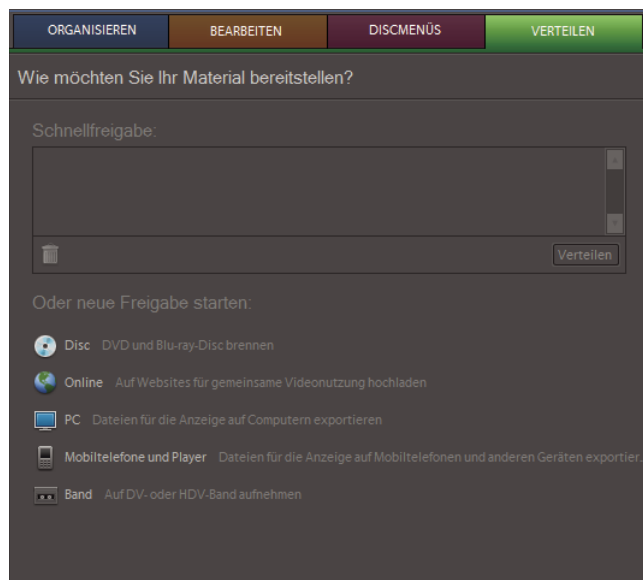 ORGANISIEREN BEARBEITEN DISCMENÜS VERTEILEN
Wie möchten Sie Ihr Material bereitstellen?
Schnellfreigabe:
Verteilen
Oder neue Freigabe starten:
Disc DVD und Blu-ray-Disc brennen
Online Auf Websites für gemeinsame Videonutzung hochladen
PC Dateien für die Anzeige auf Computern exportieren
Mobiltelefone und Player Dateien für die Anzeige auf Mobiltelefonen und anderen Geräten exportier...
Band Auf DV- oder HDV-Band aufnehmen